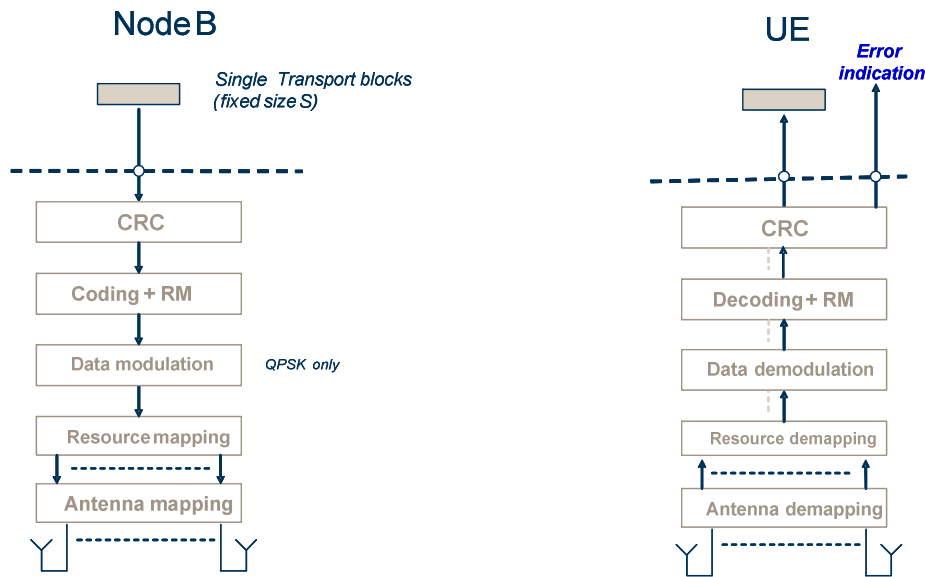 Node B
Single Transport blocks
(fixed size S)
CRC
Coding + RM
Data modulation
QPSK only
Resource mapping
Antenna mapping
UE
Error
indication
CRC
Decoding + RM
Data demodulation
Resource demapping
Antenna demapping